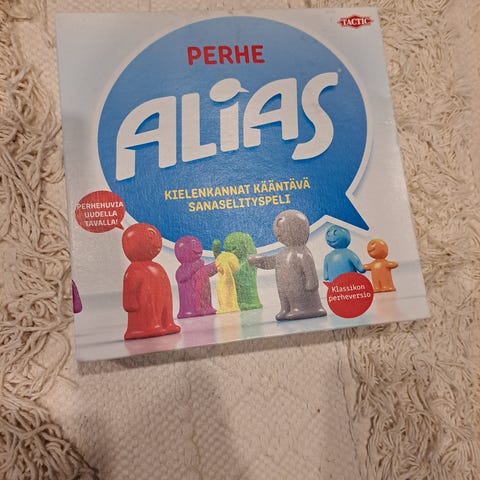 TACTIC
PERHE
ALIAS
KIELENKANNAT KÄÄNTÄVÄ
SANASELITYSPELI
PERHEHUVIA
UUDELLA
TAVALLA!
Klassikon
perheversio